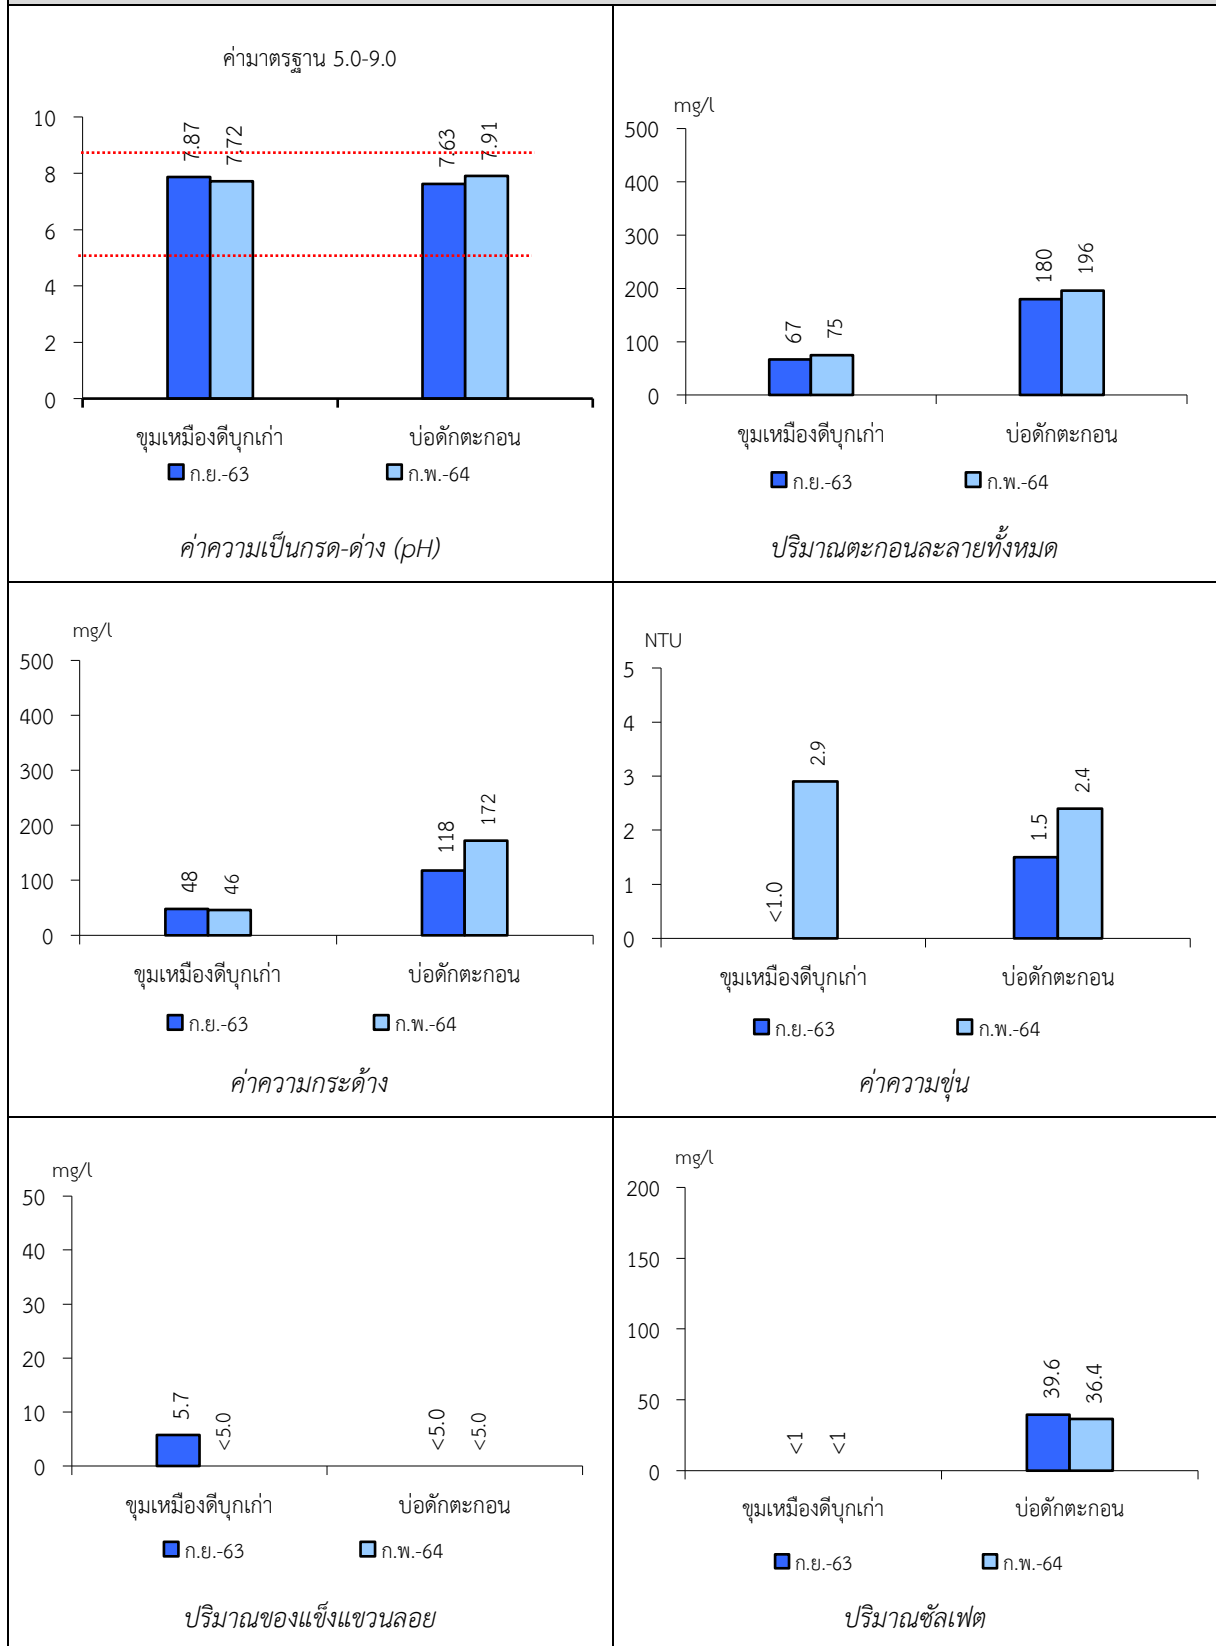 ค่ามาตรฐาน 5.0-9.0
10
8
6
4
2
0
7.87
7.72
7.63
7.91
ขุมเหมืองดีบุกเก่า
บ่อดักตะกอน
ก.ย.-63
ก.พ.-64
ค่าความเป็นกรด-ด่าง (pH)
mg/l
500
400
300
200
100
0
67
75
180
196
ขุมเหมืองดีบุกเก่า
บ่อดักตะกอน
ก.ย.-63
ก.พ.-64
ปริมาณตะกอนละลายทั้งหมด
mg/l
500
400
300
200
100
0
48
46
118
172
ขุมเหมืองดีบุกเก่า
บ่อดักตะกอน
ก.ย.-63
ก.พ.-64
ค่าความกระด้าง
NTU
5
4
3
2
1
0
<1.0
2.9
1.5
2.4
ขุมเหมืองดีบุกเก่า
บ่อดักตะกอน
ก.ย.-63
ก.พ.-64
ค่าความขุ่น
mg/l
50
40
30
20
10
0
5.7
<5.0
<5.0
<5.0
ขุมเหมืองดีบุกเก่า
บ่อดักตะกอน
ก.ย.-63
ก.พ.-64
ปริมาณของแข็งแขวนลอย
mg/l
200
150
100
50
0
<1
<1
39.6
36.4
ขุมเหมืองดีบุกเก่า
บ่อดักตะกอน
ก.ย.-63
ก.พ.-64
ปริมาณซัลเฟต